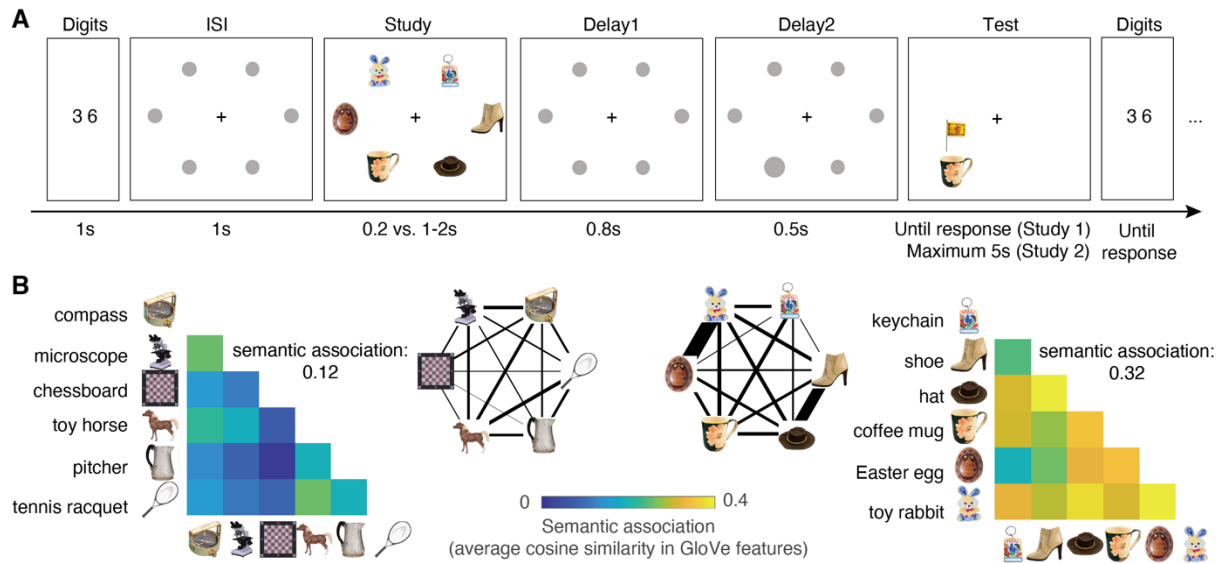 A
Digits
ISI
Study
Delay1
Delay2
Test
Digits
3 6
+
+
+
+
+
3 6
...
1s
1s
0.2 vs. 1-2s
0.8s
0.5s
Until response (Study 1)
Maximum 5s (Study 2)
Until
response
B
compass
microscope
chessboard
toy horse
pitcher
tennis racquet
semantic association:
0.12
0
0.4
Semantic association
(average cosine similarity in GloVe features)
keychain
shoe
hat
coffee mug
Easter egg
toy rabbit
semantic association:
0.32